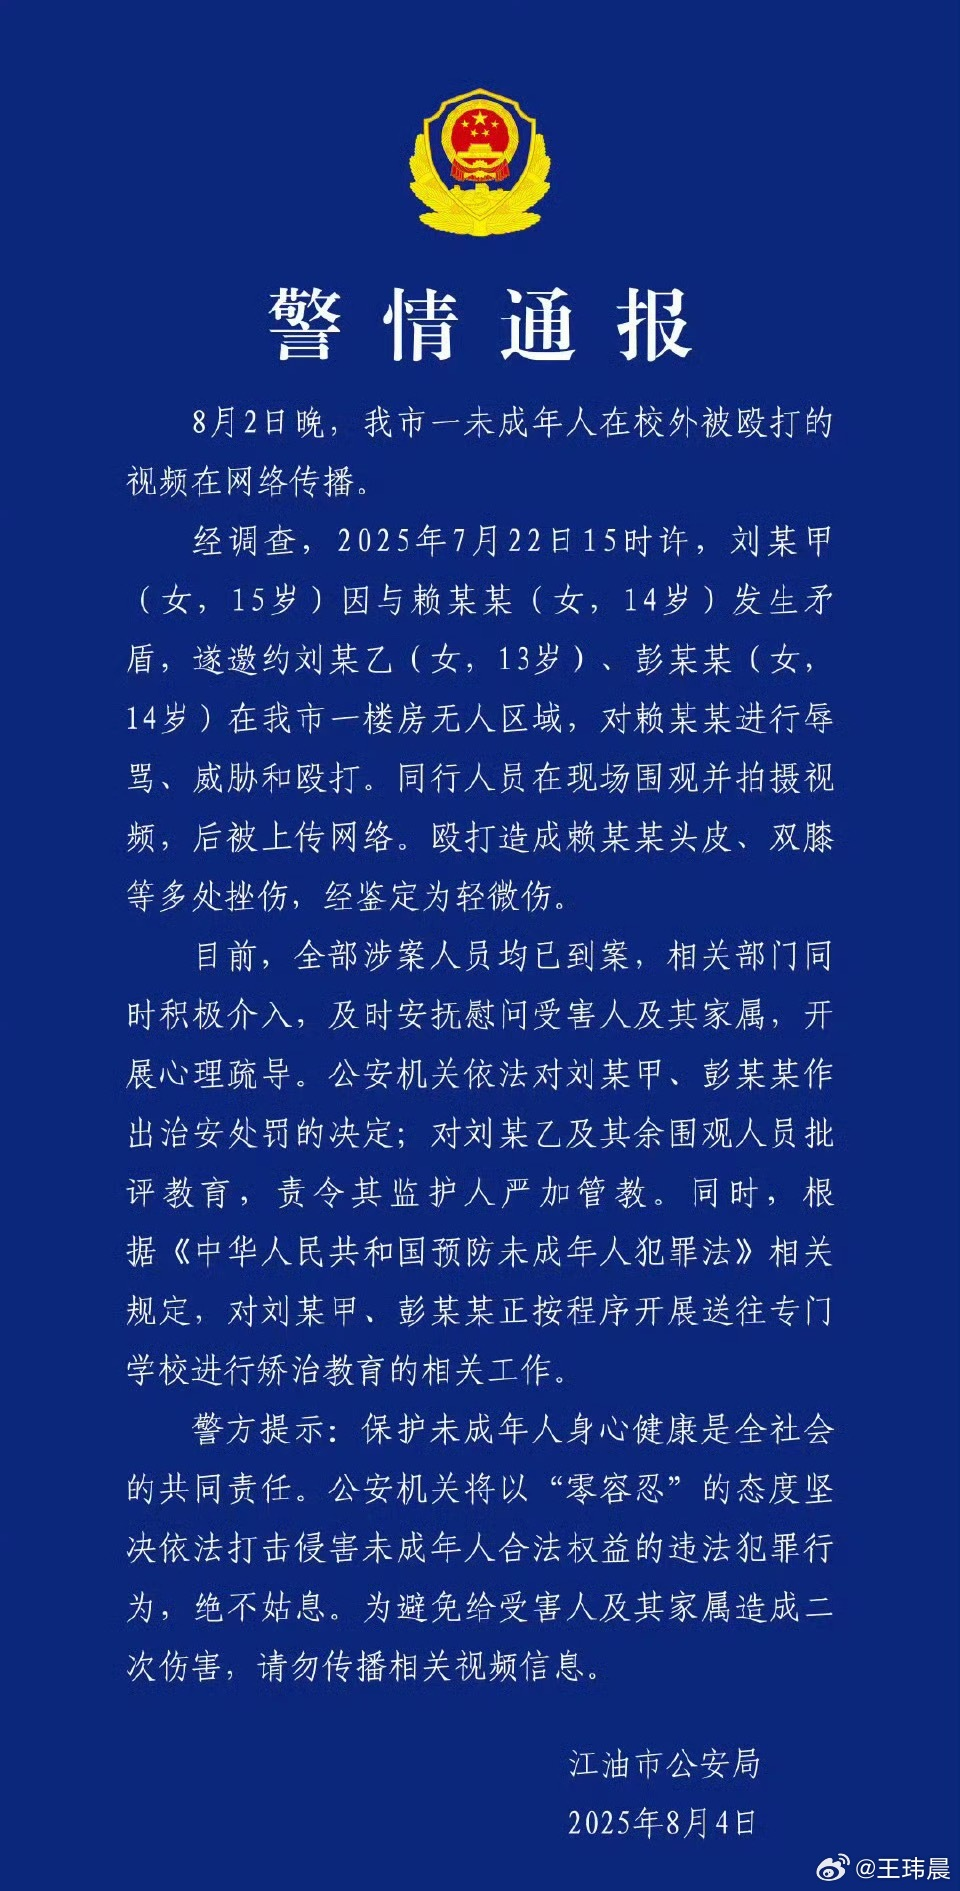 警情通报
8月2日晚，我市一未成年人在校外被殴打的
视频在网络传播。
经调查，2025年7月22日15时许，刘某甲
（女，15岁）因与赖某某（女，14岁）发生矛
盾，遂邀约刘某乙（女，13岁）、彭某某（女，
14岁）在我市一楼房无人区域，对赖某某进行辱
骂、威胁和殴打。同行人员在现场围观并拍摄视
频，后被上传网络。殴打造成赖某某头皮、双膝
等多处挫伤，经鉴定为轻微伤。
目前，全部涉案人员均已到案，相关部门同
时积极介入，及时安抚慰问受害人及其家属，开
展心理疏导。公安机关依法对刘某甲、彭某某作
出治安处罚的决定；对刘某乙及其余围观人员批
评教育，责令其监护人严加管教。同时，根
据《中华人民共和国预防未成年人犯罪法》相关
规定，对刘某甲、彭某某正按程序开展送往专门
学校进行矫治教育的相关工作。
警方提示：保护未成年人身心健康是全社会
的共同责任。公安机关将以“零容忍”的态度坚
决依法打击侵害未成年人合法权益的违法犯罪行
为，绝不姑息。为避免给受害人及其家属造成二
次伤害，请勿传播相关视频信息。
江油市公安局
2025年8月4日
@王玮晨